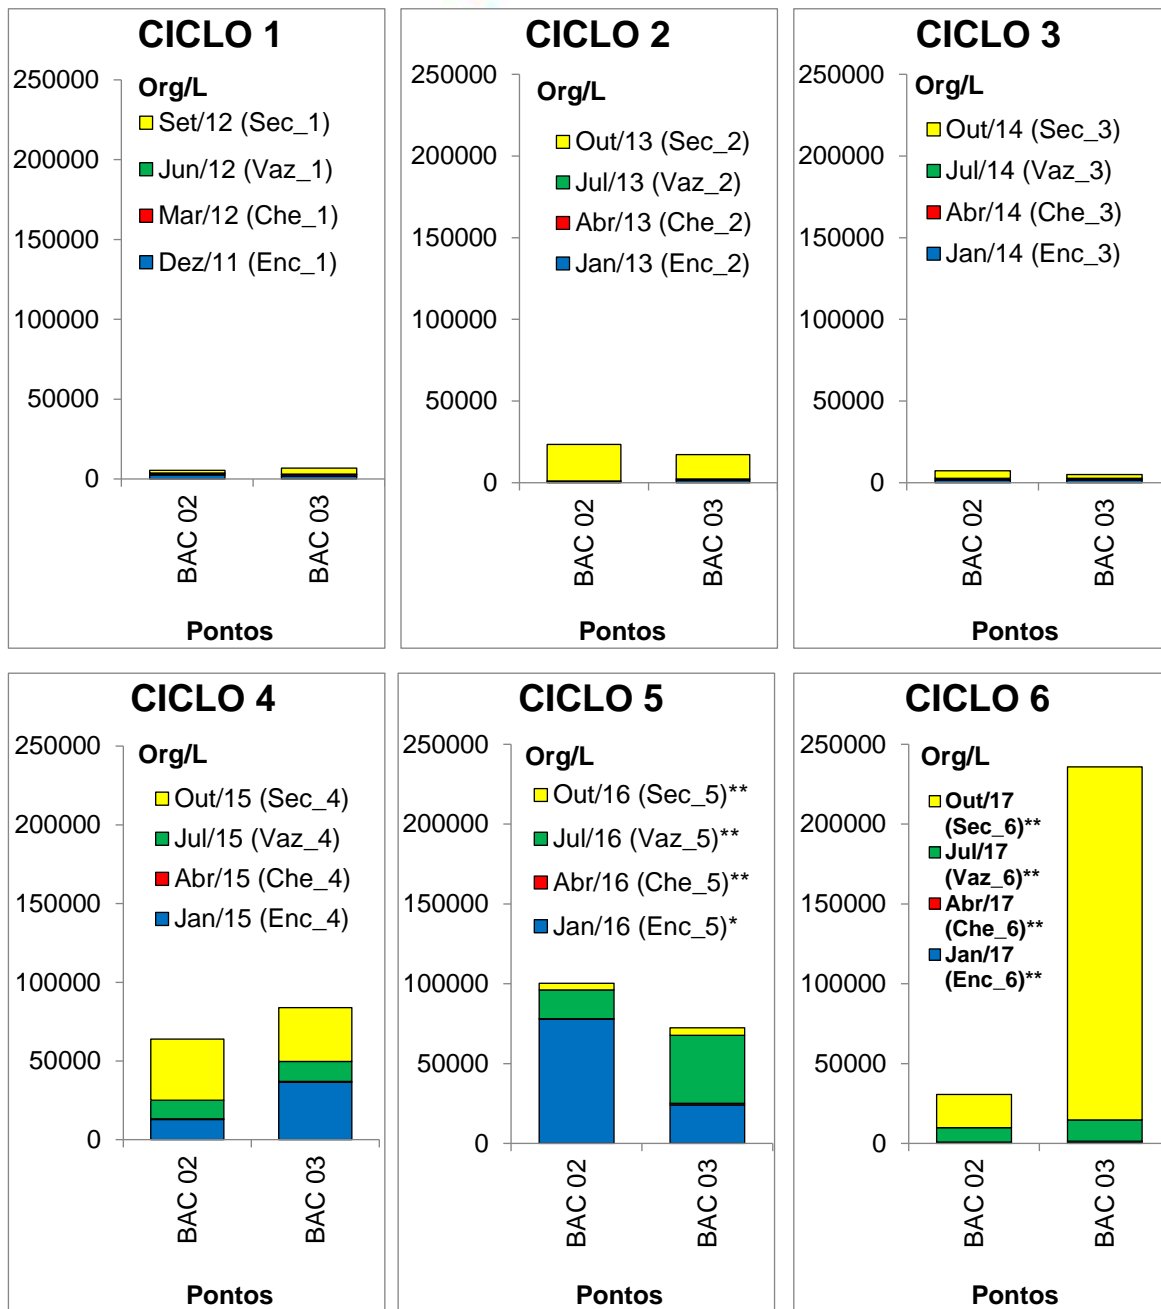 CICLO 1
250000
Org/L
Set/12 (Sec_1)
200000
Jun/12 (Vaz_1)
Mar/12 (Che_1)
150000
Dez/11 (Enc_1)
100000
50000
0
BAC 02
BAC 03
Pontos
CICLO 2
250000
Org/L
Out/13 (Sec_2)
200000
Jul/13 (Vaz_2)
Abr/13 (Che_2)
150000
Jan/13 (Enc_2)
100000
50000
0
BAC 02
BAC 03
Pontos
CICLO 3
250000
Org/L
Out/14 (Sec_3)
200000
Jul/14 (Vaz_3)
Abr/14 (Che_3)
150000
Jan/14 (Enc_3)
100000
50000
0
BAC 02
BAC 03
Pontos
CICLO 4
250000
Org/L
Out/15 (Sec_4)
200000
Jul/15 (Vaz_4)
Abr/15 (Che_4)
150000
Jan/15 (Enc_4)
100000
50000
0
BAC 02
BAC 03
Pontos
CICLO 5
250000
Org/L
Out/16 (Sec_5)**
200000
Jul/16 (Vaz_5)**
Abr/16 (Che_5)**
150000
Jan/16 (Enc_5)*
100000
50000
0
BAC 02
BAC 03
Pontos
CICLO 6
250000
Org/L
Out/17
(Sec_6)**
200000
Jul/17
(Vaz_6)**
Abr/17
(Che_6)**
150000
Jan/17
(Enc_6)**
100000
50000
0
BAC 02
BAC 03
Pontos